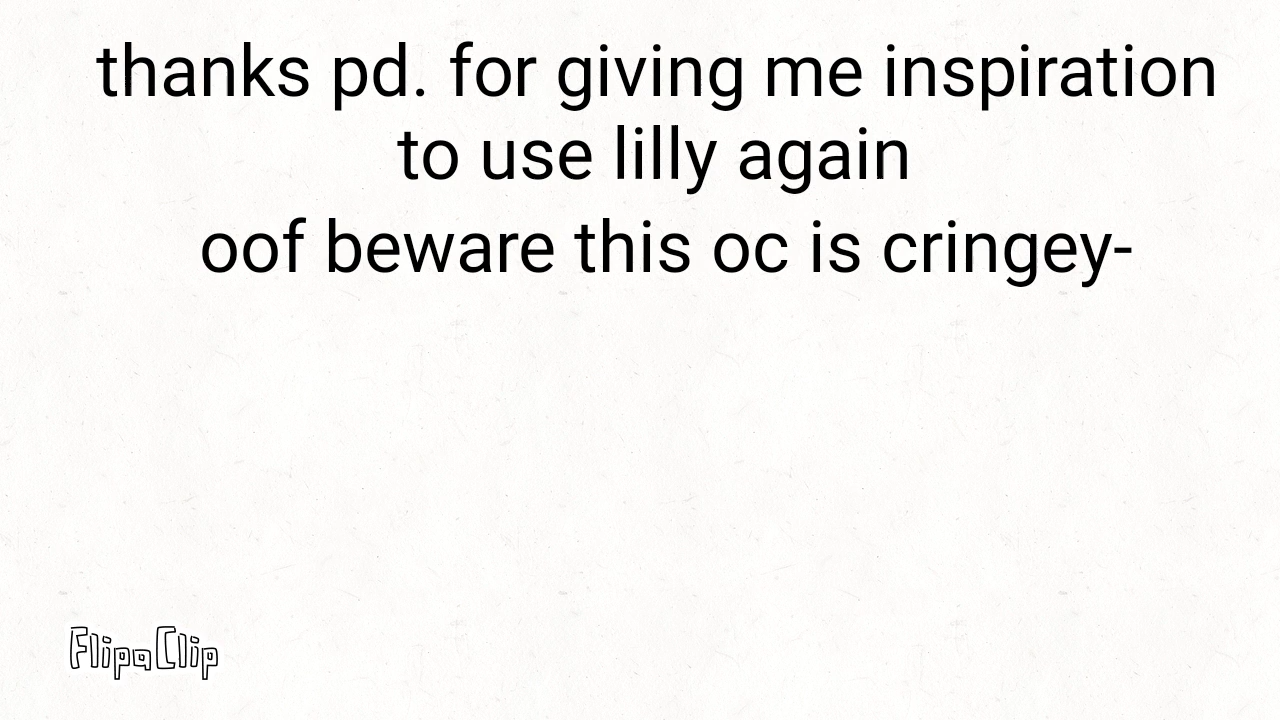 thanks pd. for giving me inspiration
to use lilly again
oof beware this oc is cringey-
FlipaClip